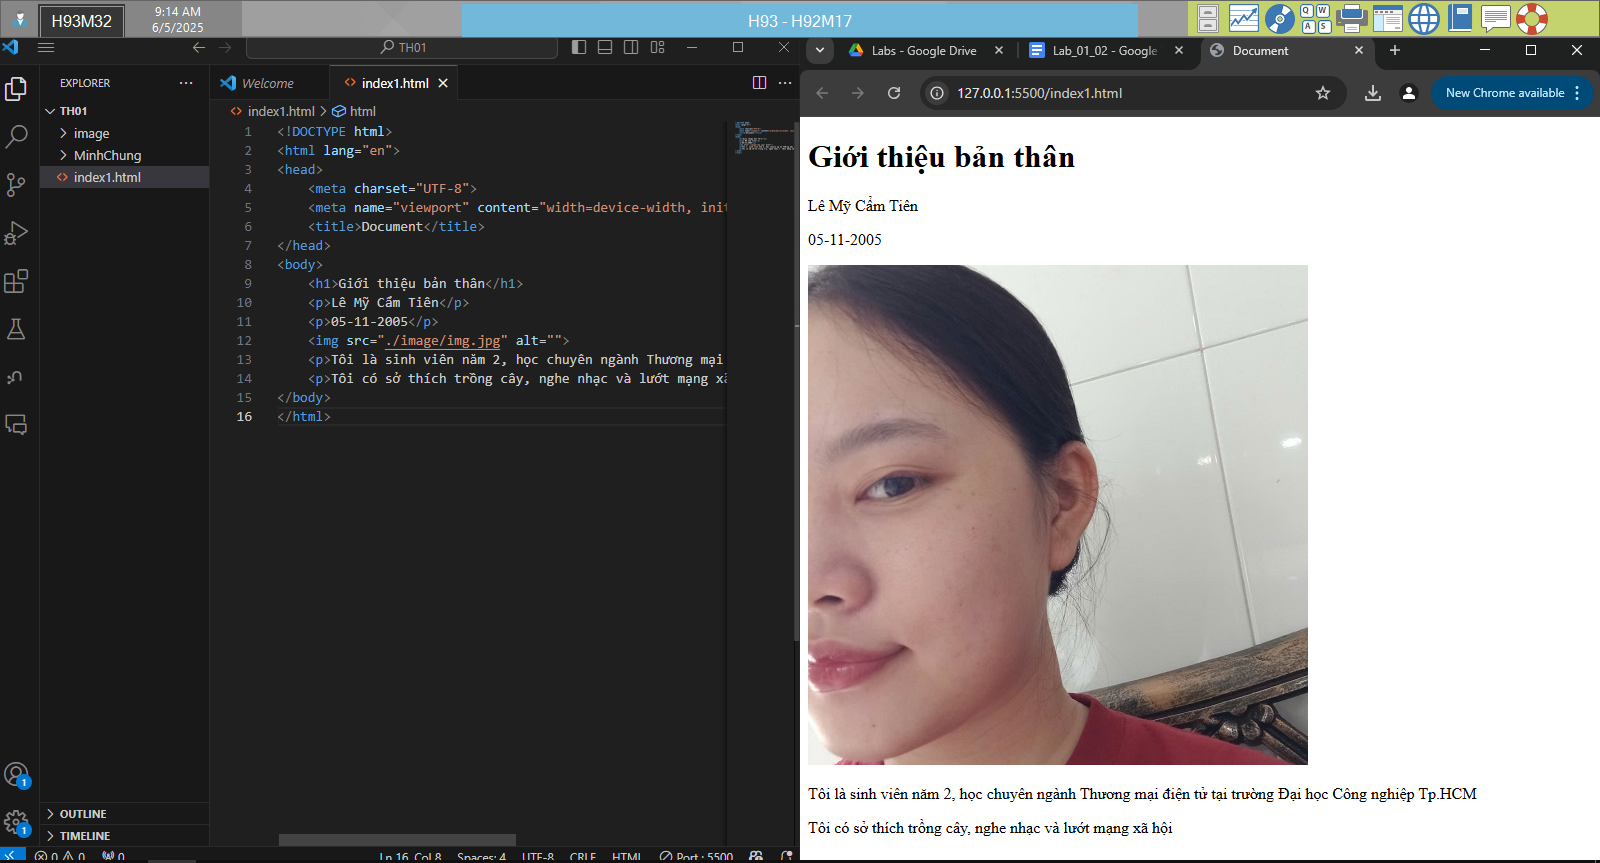 H93M32
9:14 AM
6/5/2025
H93 - H92M17
Q W
A S
TH01
EXPLORER
TH01
image
MinhChung
index1.html
OUTLINE
TIMELINE
1
1
Welcome
index1.html
index1.html > html
1 <!DOCTYPE html>
2 <html lang="en">
3 <head>
4 <meta charset="UTF-8">
5 <meta name="viewport" content="width=device-width, init
6 <title>Document</title>
7 </head>
8 <body>
9 <h1>Giới thiệu bản thân</h1>
10 <p>Lê Mỹ Cẩm Tiên</p>
11 <p>05-11-2005</p>
12 <img src="./image/img.jpg" alt="">
13 <p>Tôi là sinh viên năm 2, học chuyên ngành Thương mại
14 <p>Tôi có sở thích trồng cây, nghe nhạc và lướt mạng xã
15 </body>
16 </html>
0 0 0
Ln 16, Col 8 Spaces: 4 UTF-8 CRLF HTML Port : 5500
Labs - Google Drive
Lab_01_02 - Google
Document
127.0.0.1:5500/index1.html
New Chrome available
Giới thiệu bản thân
Lê Mỹ Cẩm Tiên
05-11-2005
Tôi là sinh viên năm 2, học chuyên ngành Thương mại điện tử tại trường Đại học Công nghiệp Tp.HCM
Tôi có sở thích trồng cây, nghe nhạc và lướt mạng xã hội